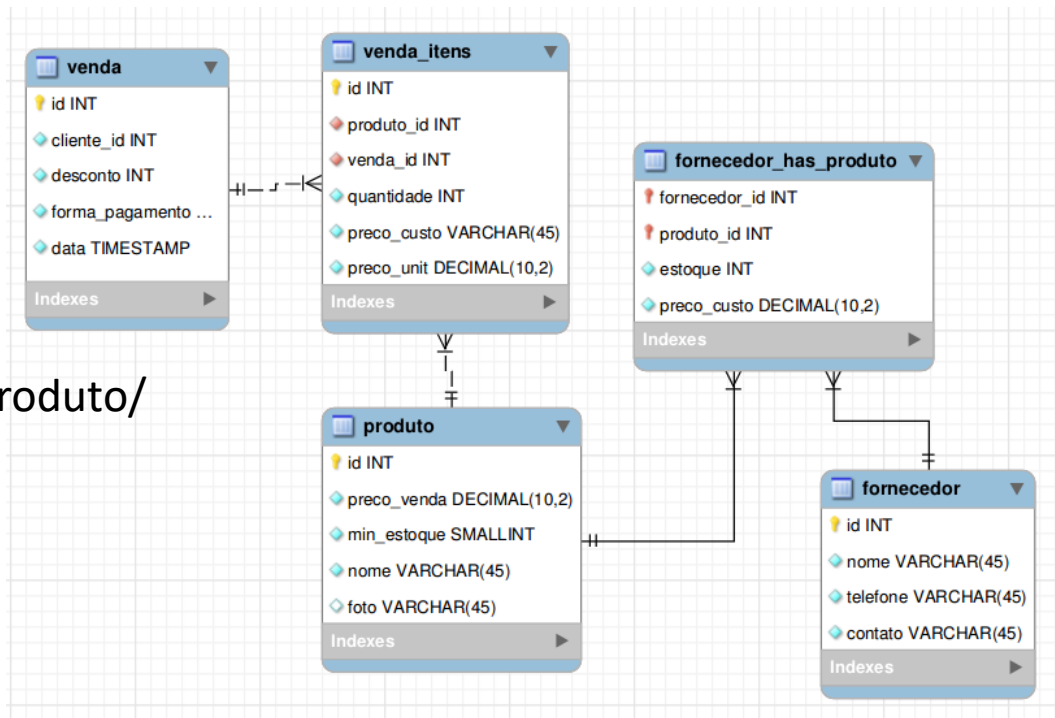 venda
id INT
cliente_id INT
desconto INT
forma_pagamento ...
data TIMESTAMP
Indexes
venda_itens
id INT
produto_id INT
venda_id INT
quantidade INT
preco_custo VARCHAR(45)
preco_unit DECIMAL(10,2)
Indexes
fornecedor_has_produto
fornecedor_id INT
produto_id INT
estoque INT
preco_custo DECIMAL(10,2)
Indexes
roduto/
produto
id INT
preco_venda DECIMAL(10,2)
min_estoque SMALLINT
nome VARCHAR(45)
foto VARCHAR(45)
Indexes
fornecedor
id INT
nome VARCHAR(45)
telefone VARCHAR(45)
contato VARCHAR(45)
Indexes